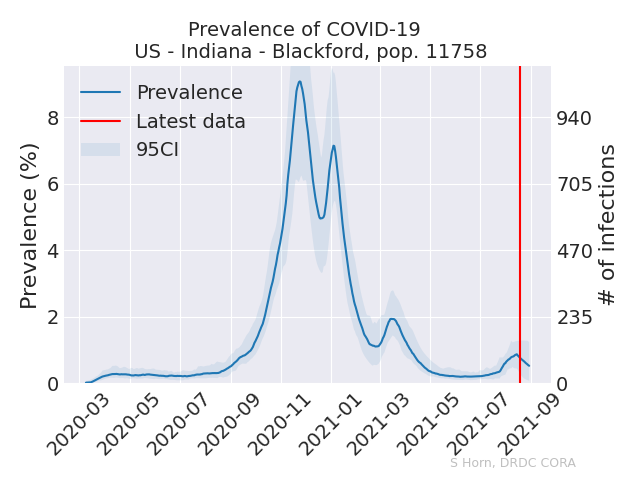 Prevalence of COVID-19
US - Indiana - Blackford, pop. 11758
Prevalence
Latest data
95CI
Prevalence (%)
8
6
4
2
0
940
705
470
235
0
# of infections
2020-03
2020-05
2020-07
2020-09
2020-11
2021-01
2021-03
2021-05
2021-07
2021-09
S Horn, DRDC CORA